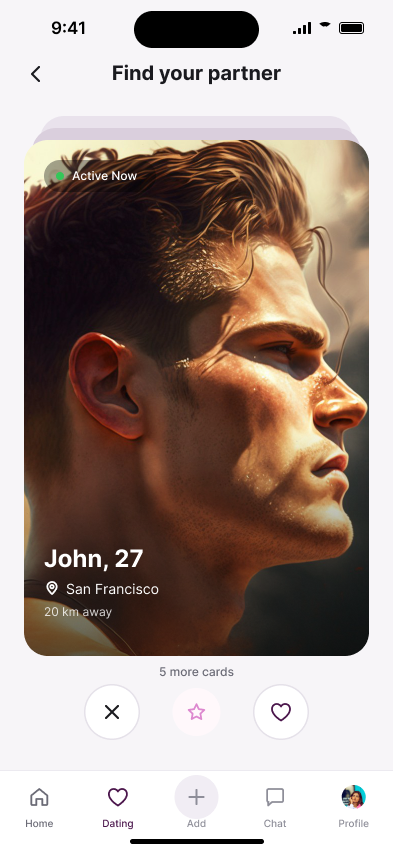 9:41
Find your partner
Active Now
John, 27
San Francisco
20 km away
5 more cards
Home
Dating
Add
Chat
Profile